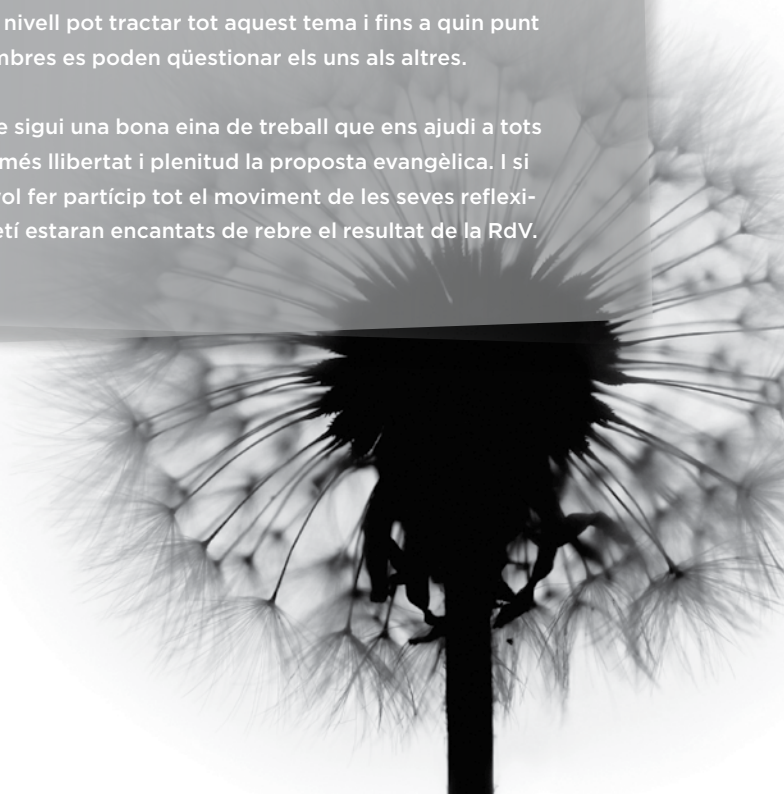 nivell pot tractar tot aquest tema i fins a quin punt
mbres es poden qüestionar els uns als altres.
e sigui una bona eina de treball que ens ajudi a tots
més llibertat i plenitud la proposta evangèlica. I si
ol fer partícip tot el moviment de les seves reflexi-
etí estaran encantats de rebre el resultat de la RdV.